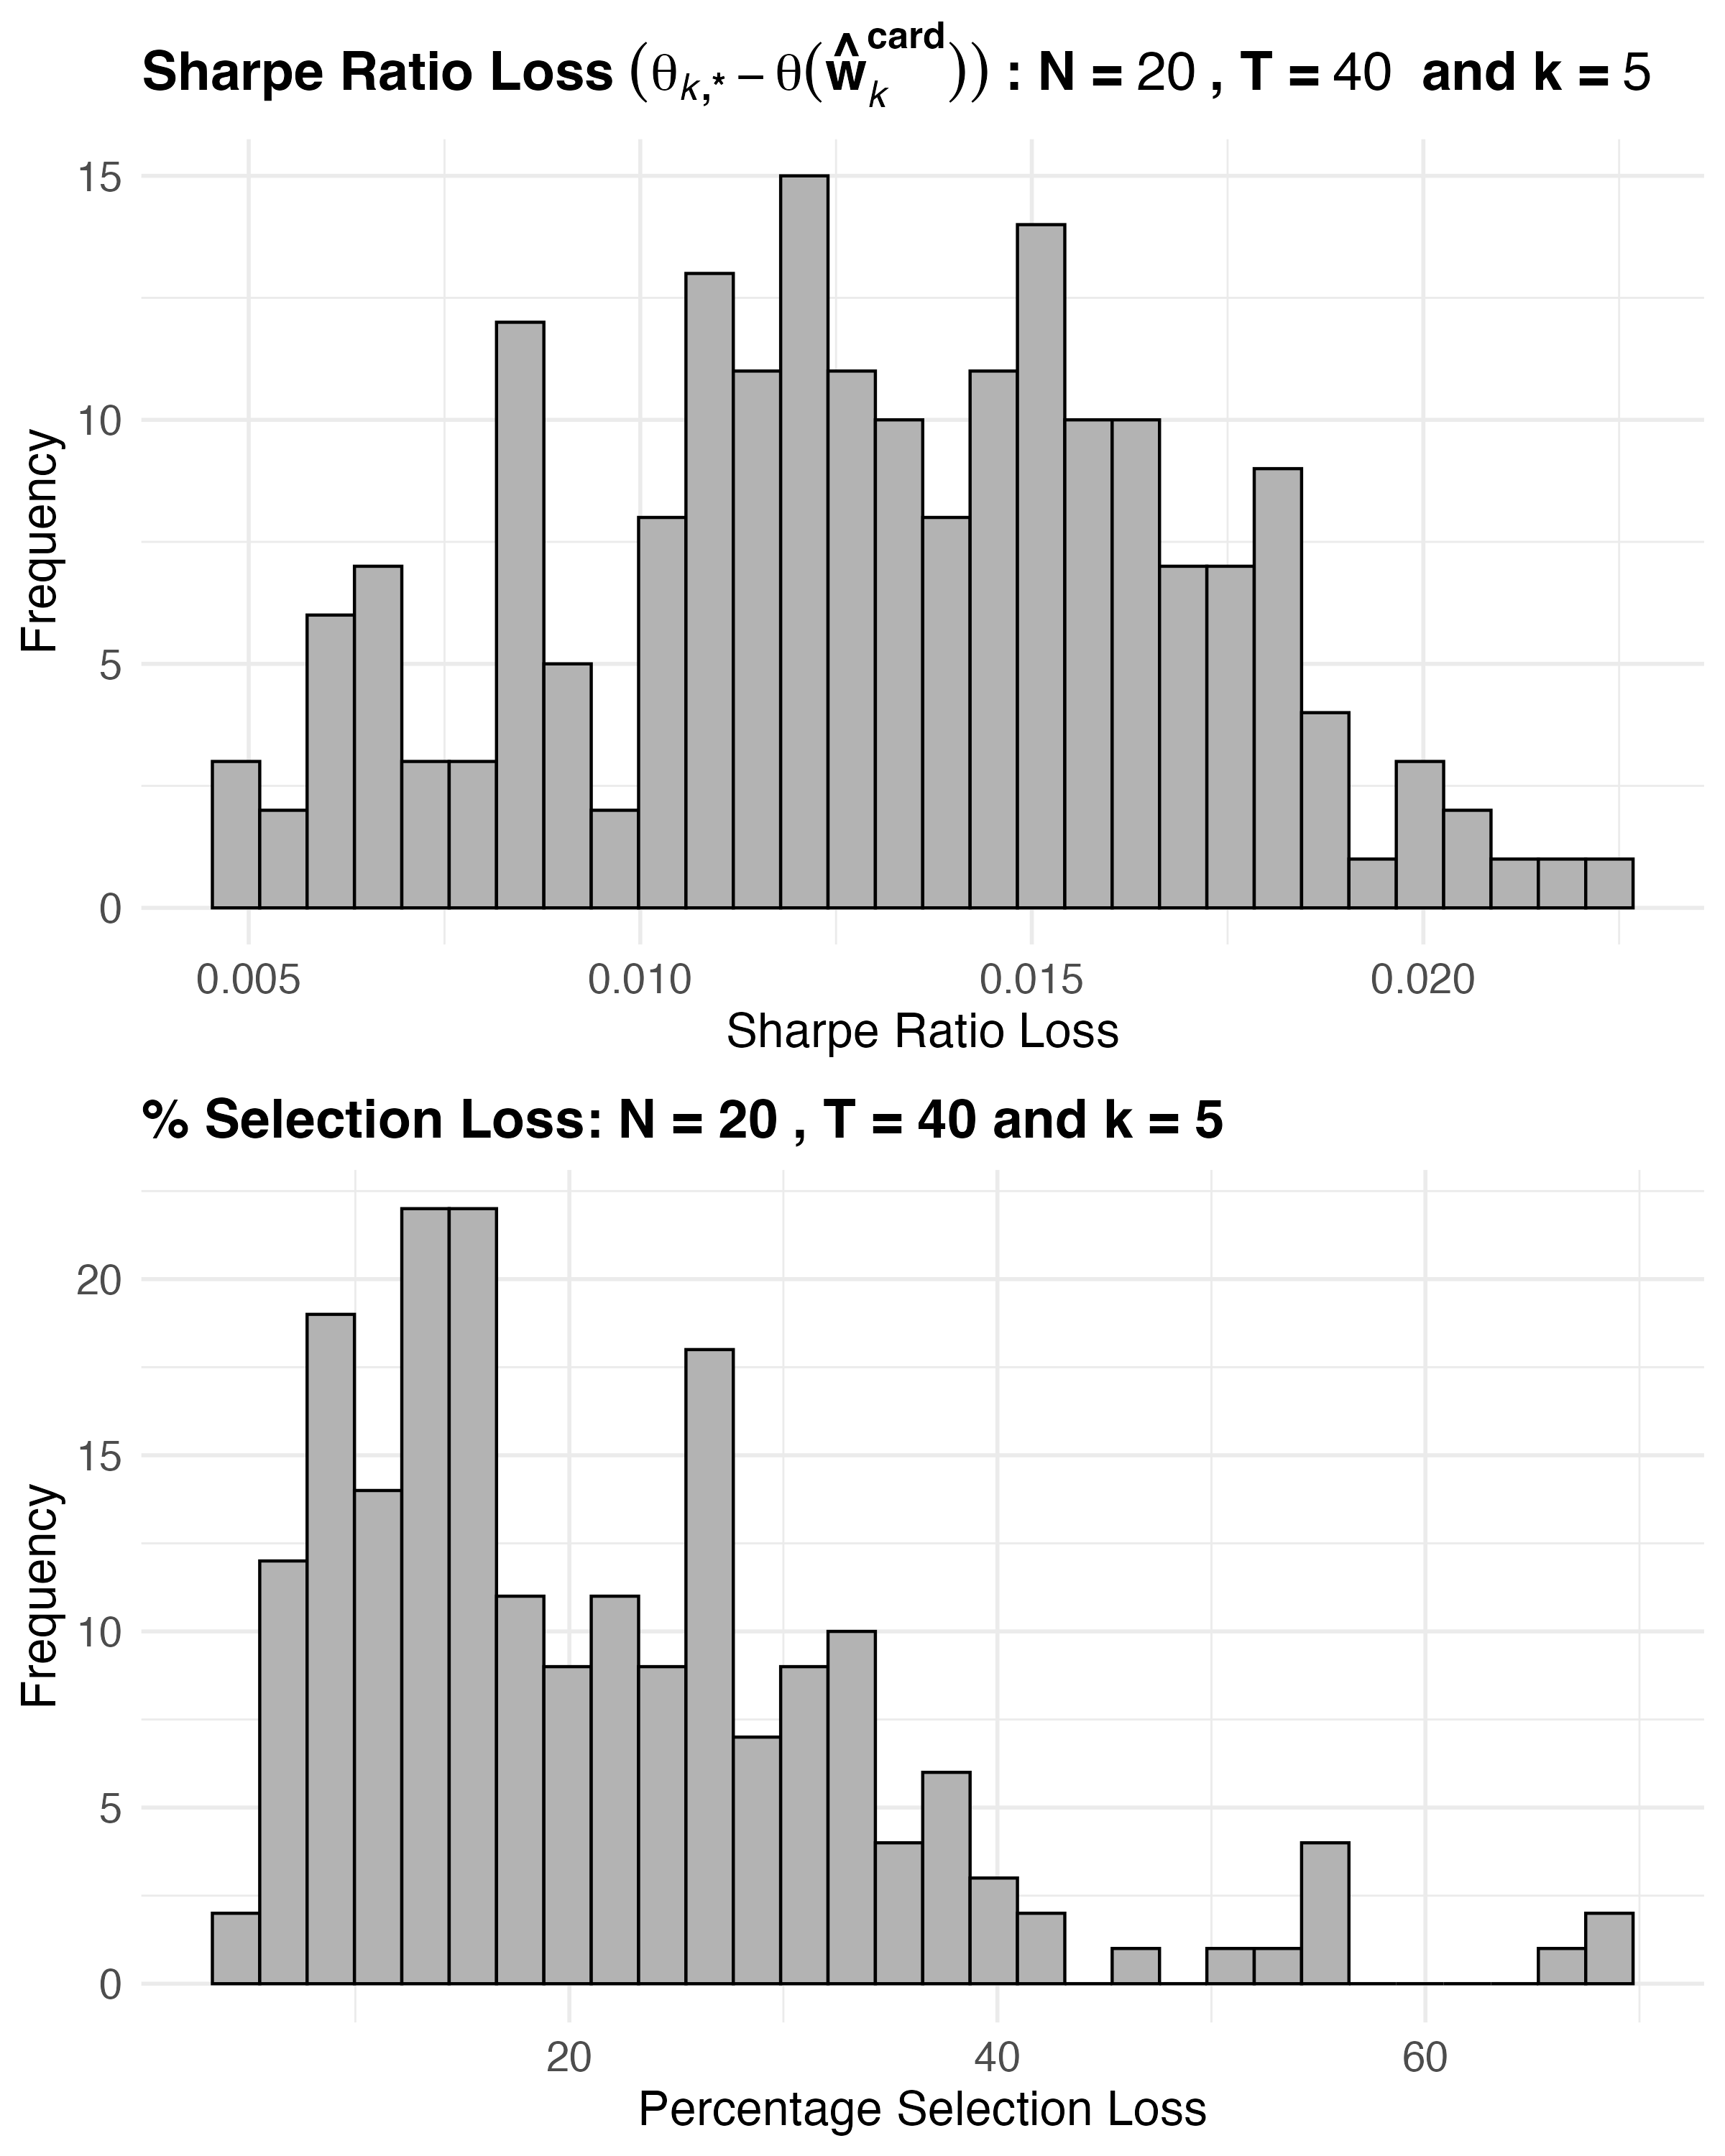 Sharpe Ratio Loss (θk,* − θ(ŵk^card)) : N = 20 , T = 40 and k = 5
15
10
5
0
Frequency
0.005 0.010 0.015 0.020
Sharpe Ratio Loss
% Selection Loss: N = 20 , T = 40 and k = 5
20
15
10
5
0
Frequency
20 40 60
Percentage Selection Loss